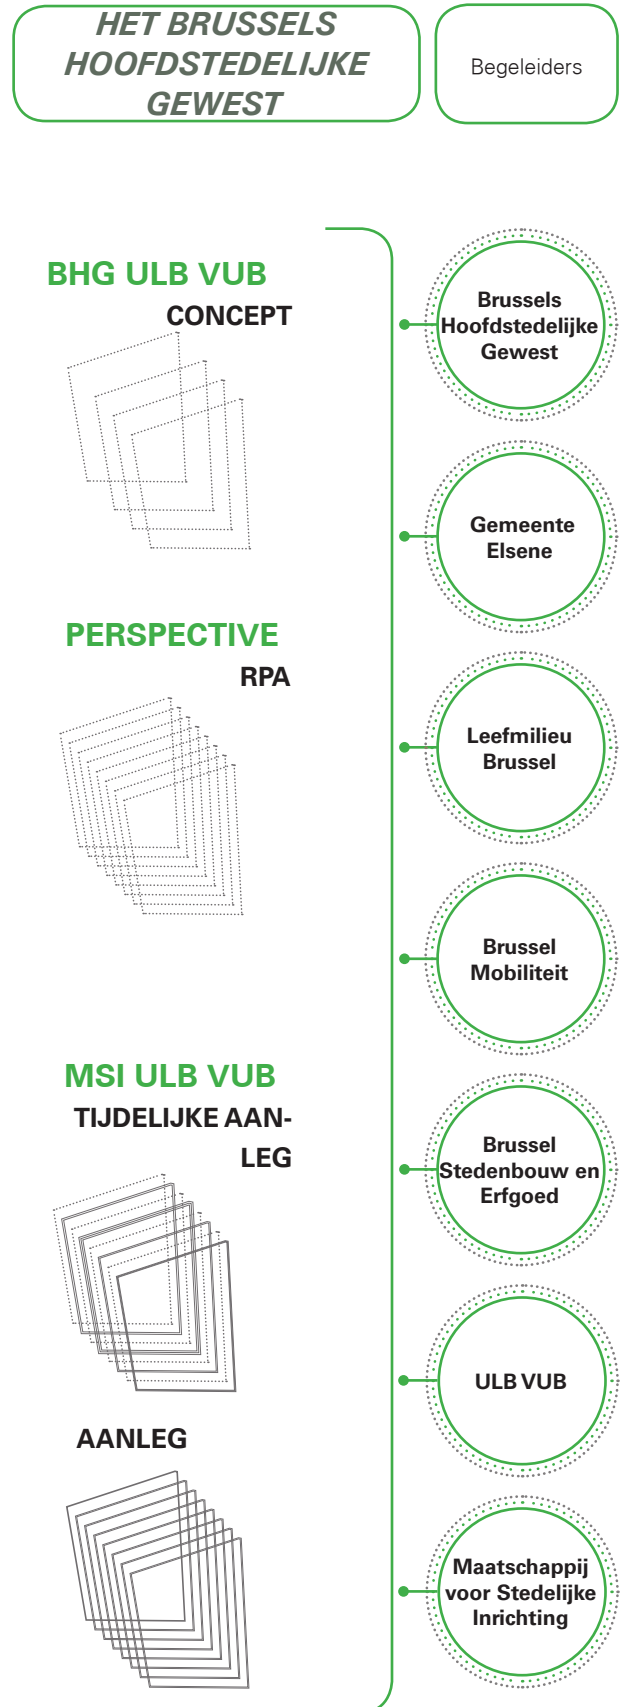 HET BRUSSELS
HOOFDSTEDELIJKE
GEWEST
Begeleiders
BHG ULB VUB
CONCEPT
PERSPECTIVE
RPA
MSI ULB VUB
TIJDELIJKE AAN-
LEG
AANLEG
Brussels
Hoofdstedelijke
Gewest
Gemeente
Elsene
Leefmilieu
Brussel
Brussel
Mobiliteit
Brussel
Stedenbouw en
Erfgoed
ULB VUB
Maatschappij
voor Stedelijke
Inrichting